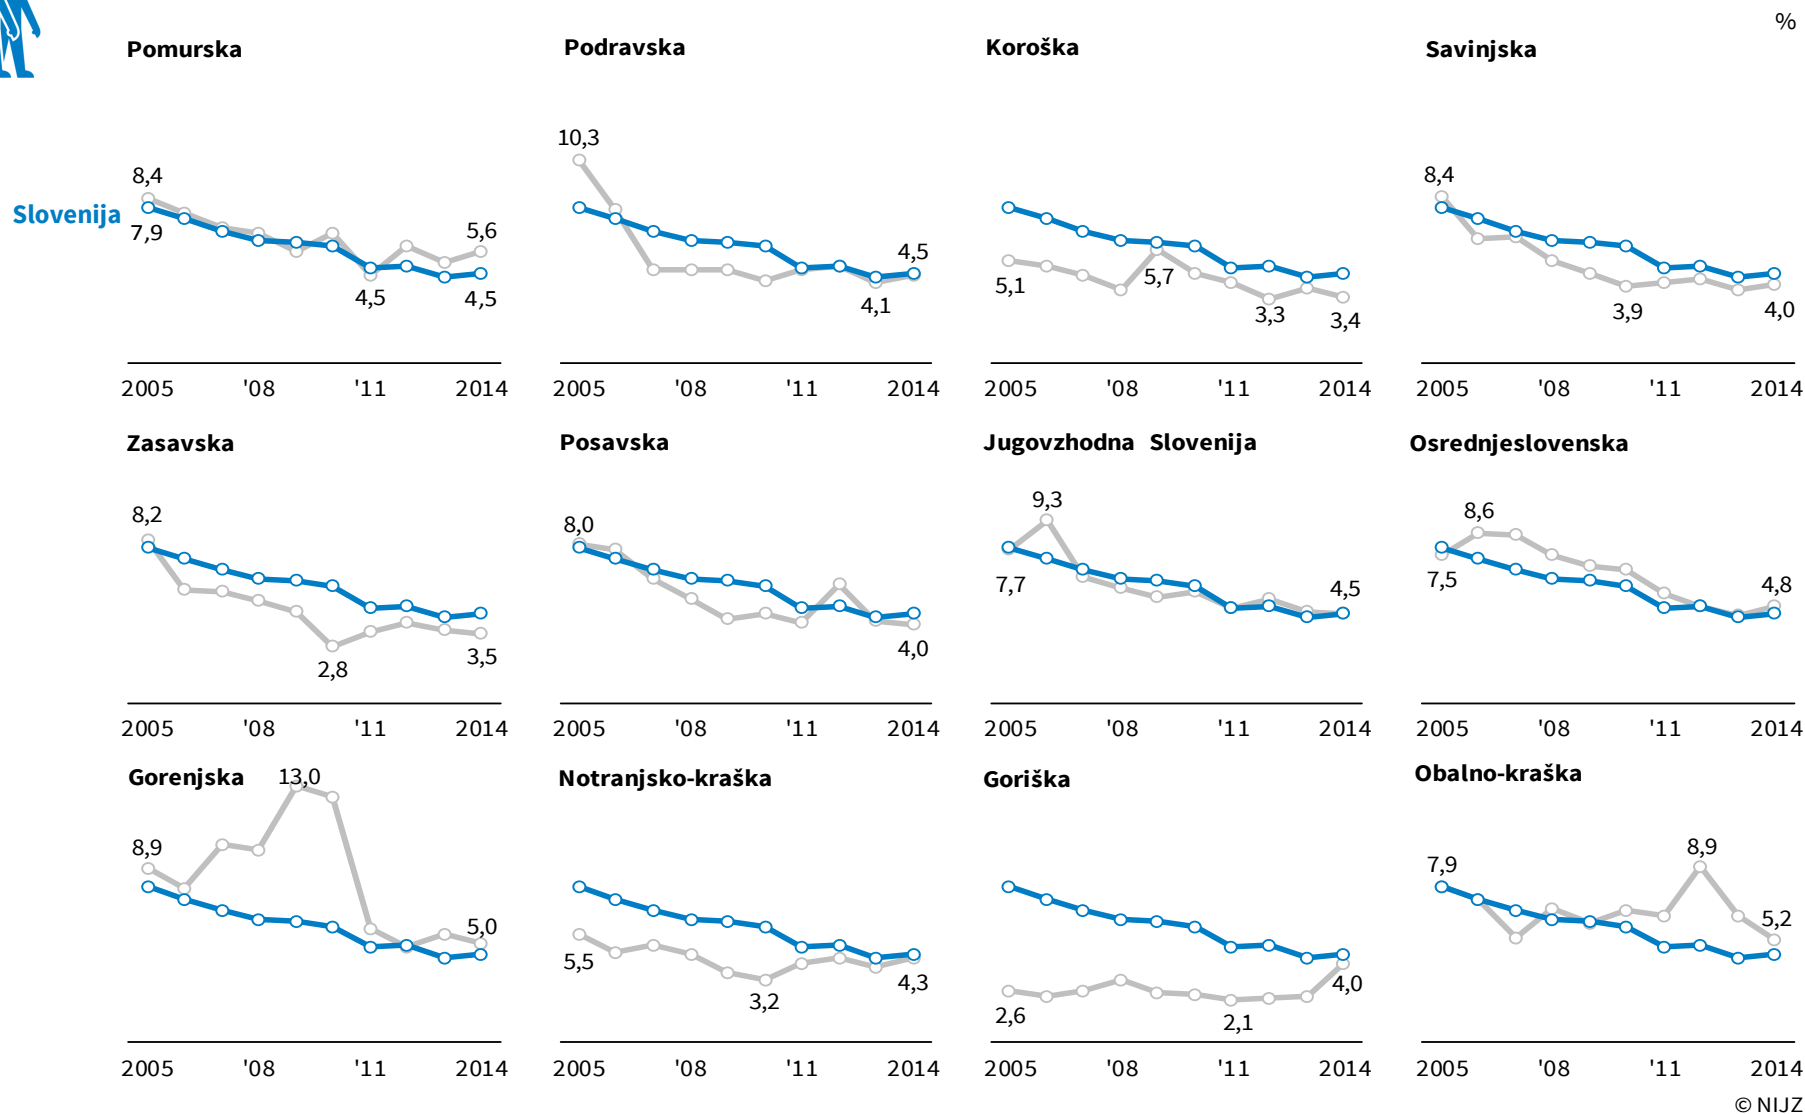 %
Pomurska
Podravska
Koroška
Savinjska
8,4
Slovenija
7,9
4,5
5,6
4,5
10,3
4,5
4,1
5,1
5,7
3,3
3,4
8,4
3,9
4,0
2005 '08 '11 2014
2005 '08 '11 2014
2005 '08 '11 2014
2005 '08 '11 2014
Zasavska
Posavska
Jugovzhodna Slovenija
Osrednjeslovenska
8,2
2,8
3,5
8,0
4,0
9,3
7,7
4,5
8,6
7,5
4,8
2005 '08 '11 2014
2005 '08 '11 2014
2005 '08 '11 2014
2005 '08 '11 2014
Gorenjska
Notranjsko-kraška
Goriška
Obalno-kraška
13,0
8,9
5,0
5,5
3,2
4,3
2,6
2,1
4,0
7,9
8,9
5,2
2005 '08 '11 2014
2005 '08 '11 2014
2005 '08 '11 2014
2005 '08 '11 2014
© NIJZ